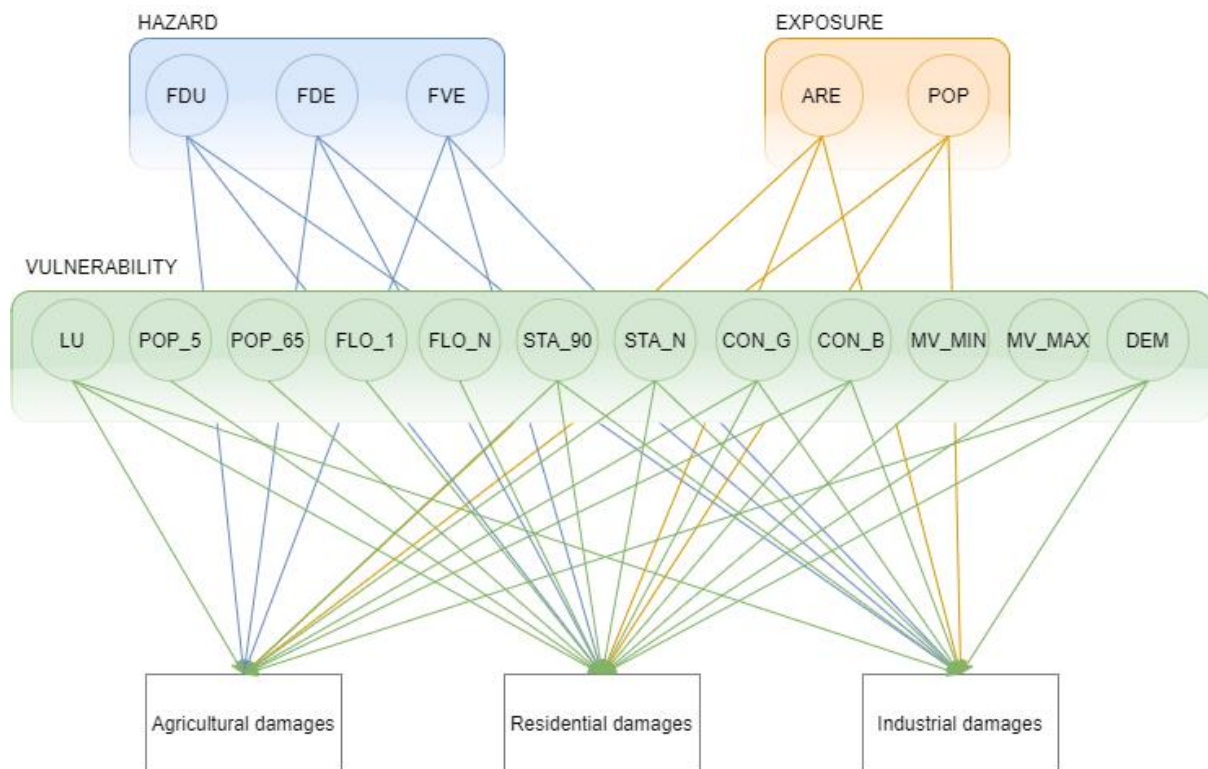 HAZARD
EXPOSURE
FDU
FDE
FVE
ARE
POP
VULNERABILITY
LU
POP_5
POP_65
FLO_1
FLO_N
STA_90
STA_N
CON_G
CON_B
MV_MIN
MV_MAX
DEM
Agricultural damages
Residential damages
Industrial damages